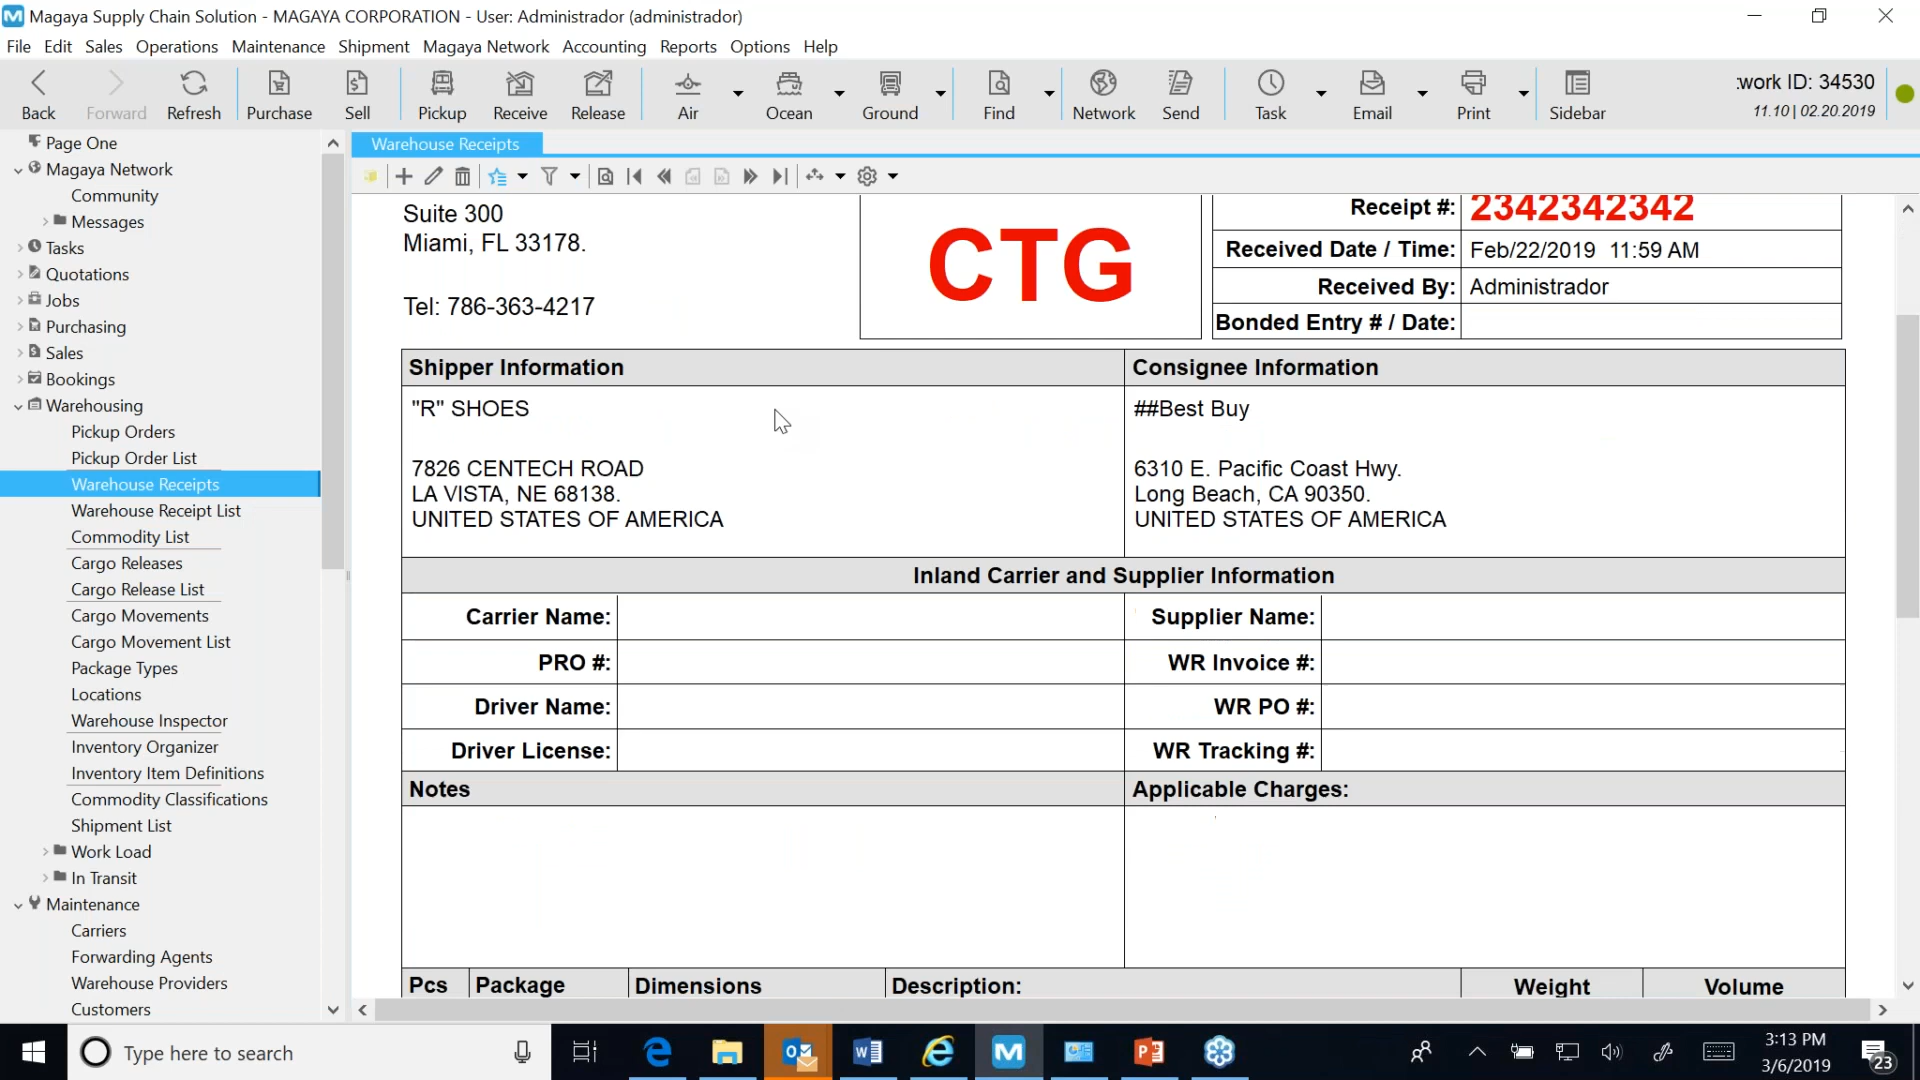 Magaya Supply Chain Solution - MAGAYA CORPORATION - User: Administrador (administrador)
File Edit Sales Operations Maintenance Shipment Magaya Network Accounting Reports Options Help
Back Forward Refresh Purchase Sell Pickup Receive Release Air Ocean Ground Find Network Send Task Email Print Sidebar
:work ID: 34530
11.10 | 02.20.2019
Page One
Magaya Network
Community
Messages
Tasks
Quotations
Jobs
Purchasing
Sales
Bookings
Warehousing
Pickup Orders
Pickup Order List
Warehouse Receipts
Warehouse Receipt List
Commodity List
Cargo Releases
Cargo Release List
Cargo Movements
Cargo Movement List
Package Types
Locations
Warehouse Inspector
Inventory Organizer
Inventory Item Definitions
Commodity Classifications
Shipment List
Work Load
In Transit
Maintenance
Carriers
Forwarding Agents
Warehouse Providers
Customers
Warehouse Receipts
Suite 300
Miami, FL 33178.
Tel: 786-363-4217
CTG
Receipt #: 2342342342
Received Date / Time: Feb/22/2019 11:59 AM
Received By: Administrador
Bonded Entry # / Date:
Shipper Information
"R" SHOES
7826 CENTECH ROAD
LA VISTA, NE 68138.
UNITED STATES OF AMERICA
Consignee Information
##Best Buy
6310 E. Pacific Coast Hwy.
Long Beach, CA 90350.
UNITED STATES OF AMERICA
Inland Carrier and Supplier Information
Carrier Name: Supplier Name:
PRO #: WR Invoice #:
Driver Name: WR PO #:
Driver License: WR Tracking #:
Notes Applicable Charges:
Pcs Package Dimensions Description: Weight Volume
Type here to search
3:13 PM
3/6/2019
23